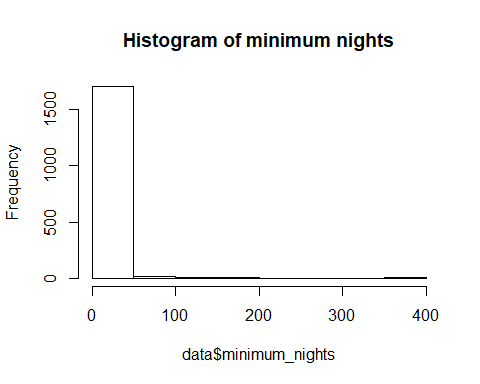 Histogram of minimum nights
Frequency
1500
1000
500
0
0 100 200 300 400
data$minimum_nights